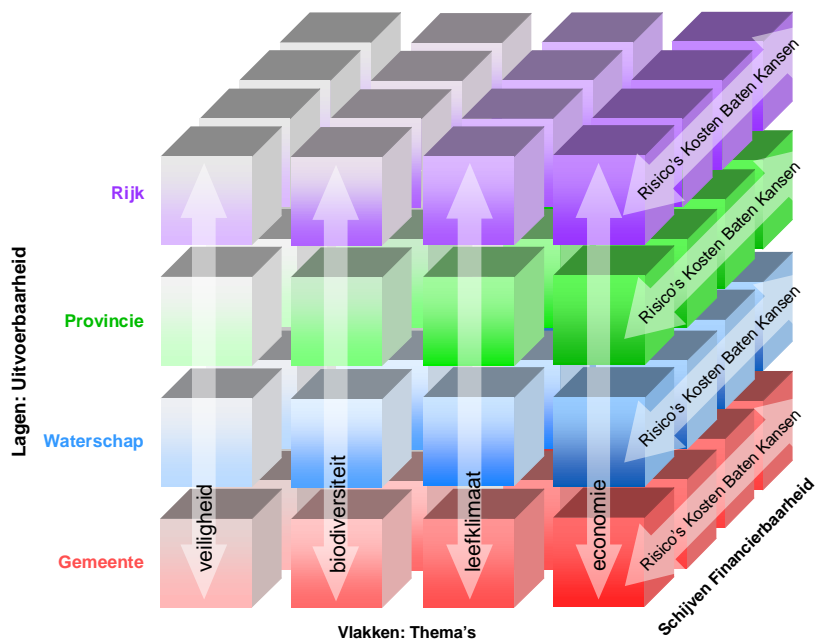 Lagen: Uitvoerbaarheid
Rijk
Provincie
Waterschap
Gemeente
veiligheid
biodiversiteit
leefklimaat
economie
Risico's Kosten Baten Kansen
Risico's Kosten Baten Kansen
Risico's Kosten Baten Kansen
Risico's Kosten Baten Kansen
Schijven Financierbaarheid
Vlakken: Thema's